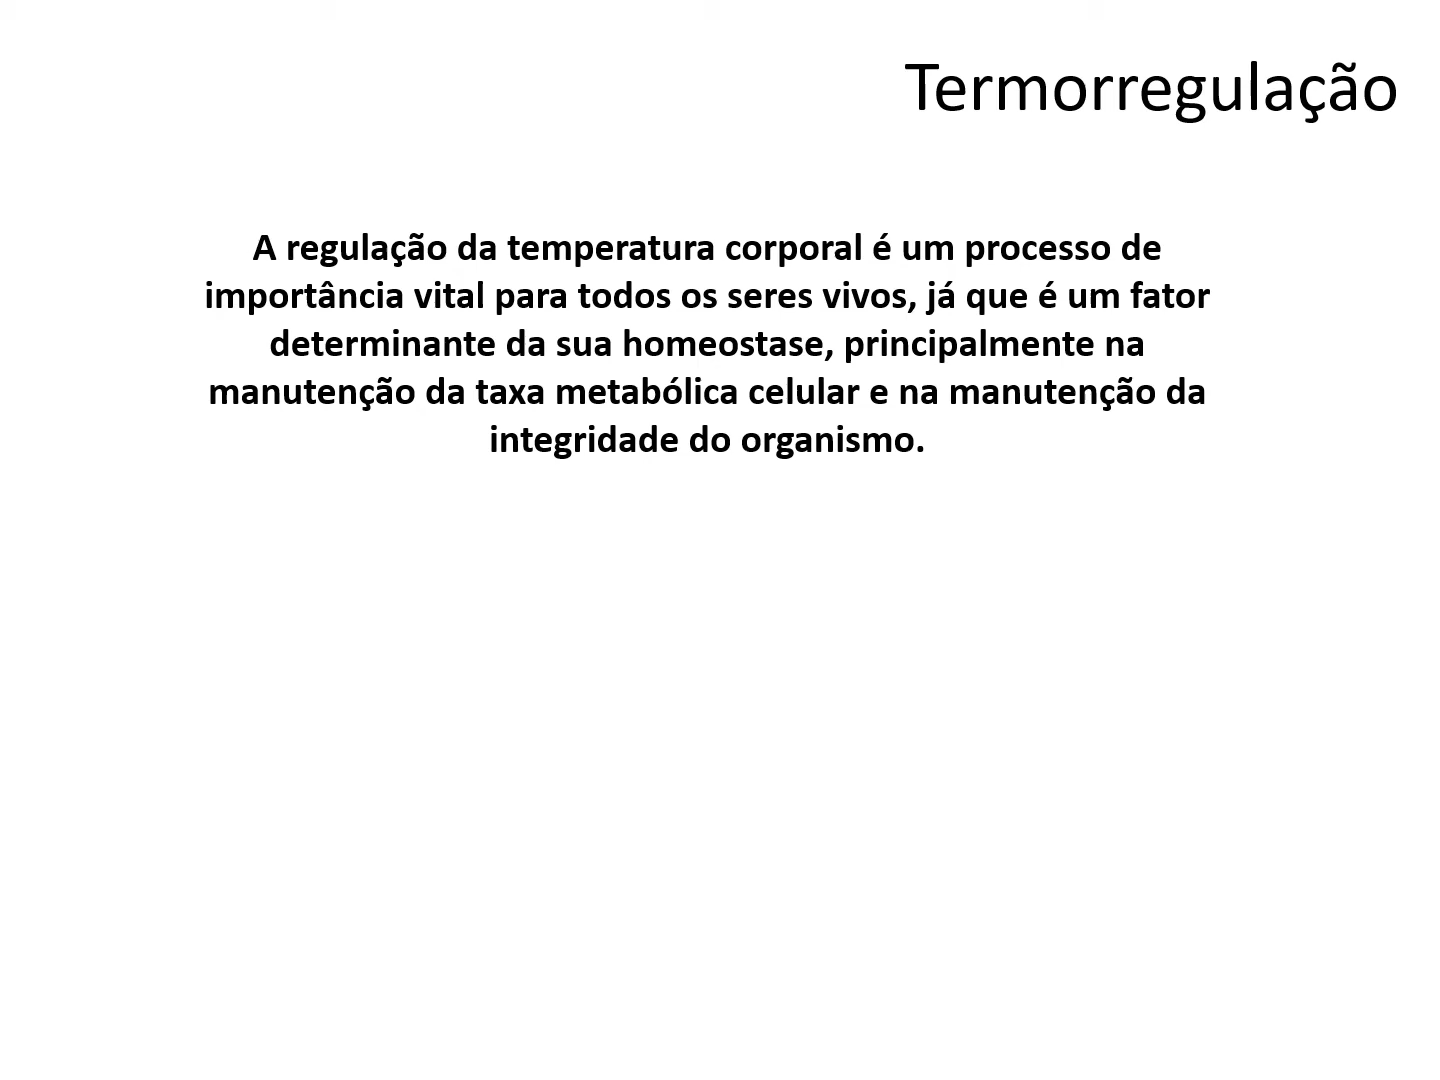 Termorregulação
A regulação da temperatura corporal é um processo de
importância vital para todos os seres vivos, já que é um fator
determinante da sua homeostase, principalmente na
manutenção da taxa metabólica celular e na manutenção da
integridade do organismo.